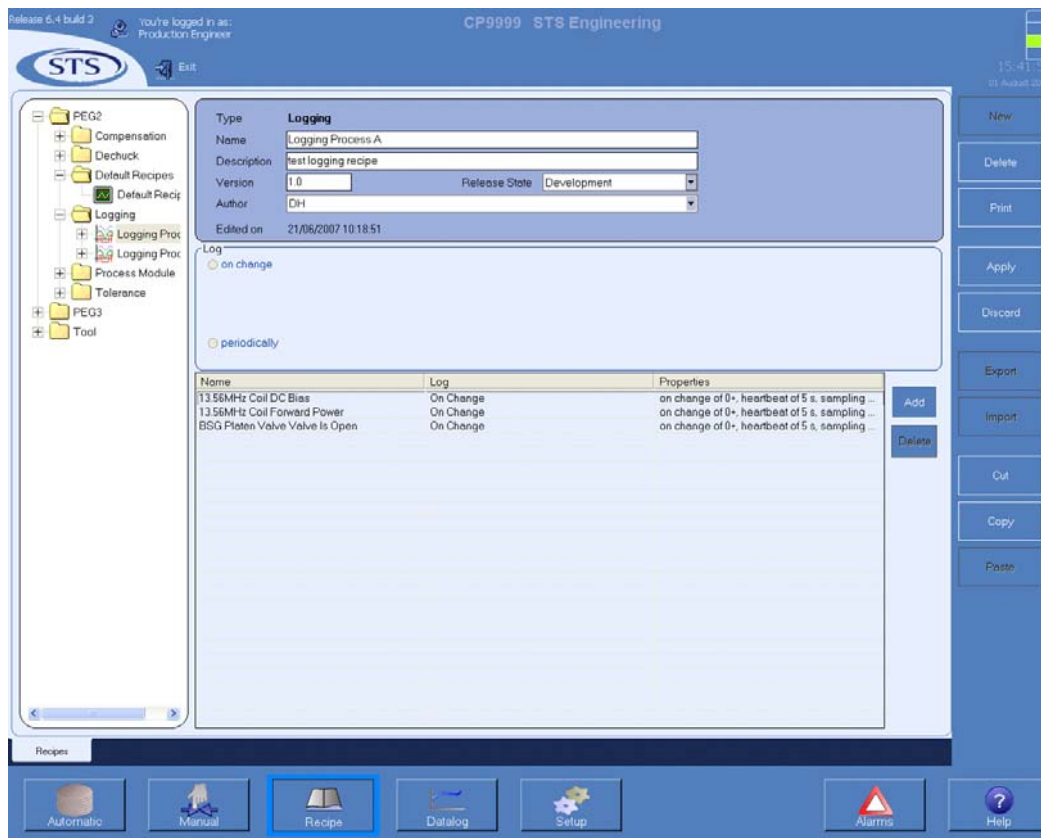 Release 6.4 build 3
You're logged in as:
Production Engineer
CP9999 STS Engineering
STS
Exit
15:41:
01 August 20
PEG2
Compensation
Dechuck
Default Recipes
Default Recip
Logging
Logging Proc
Logging Proc
Process Module
Tolerance
PEG3
Tool
Type Logging
Name Logging Process A
Description test logging recipe
Version 1.0 Release State Development
Author DH
Edited on 21/06/2007 10:18:51
Log
on change
periodically
Name Log Properties
13.56MHz Coil DC Bias On Change on change of 0+, heartbeat of 5 s, sampling ...
13.56MHz Coil Forward Power On Change on change of 0+, heartbeat of 5 s, sampling ...
BSG Platen Valve Valve Is Open On Change on change of 0+, heartbeat of 5 s, sampling ...
Add
Delete
New
Delete
Print
Apply
Discard
Export
Import
Cut
Copy
Paste
Recipes
Automatic
Manual
Recipe
Datalog
Setup
Alarms
Help